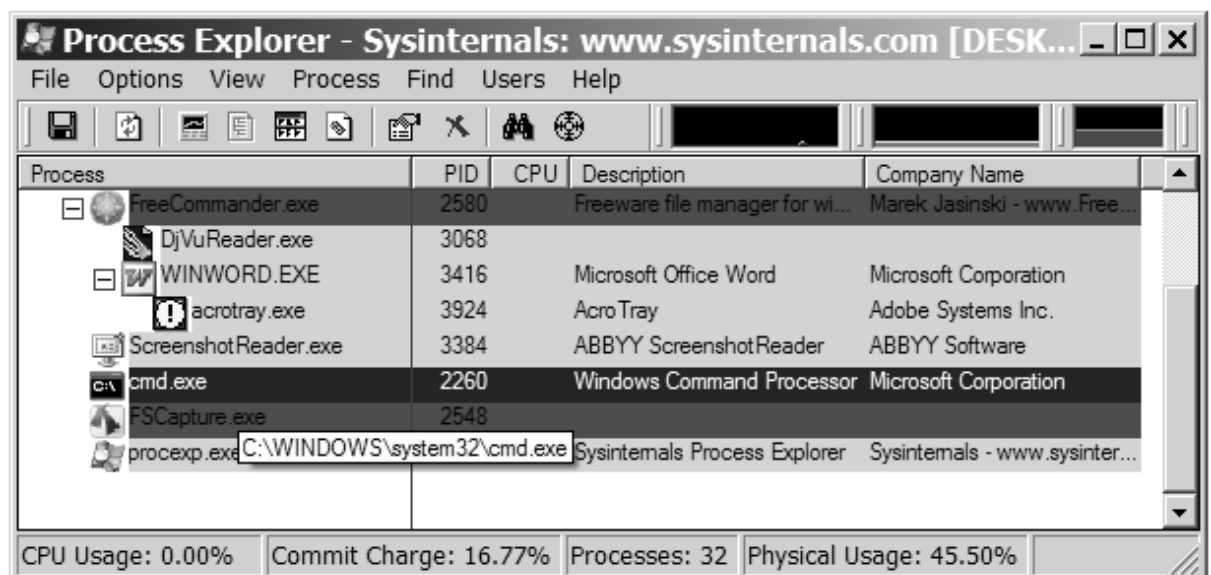 Process Explorer - Sysinternals: www.sysinternals.com [DESK...
File Options View Process Find Users Help
Process PID CPU Description Company Name
FreeCommander.exe 2580 Freeware file manager for wi... Marek Jasinski - www.Free...
DjVuReader.exe 3068
WINWORD.EXE 3416 Microsoft Office Word Microsoft Corporation
acrotray.exe 3924 AcroTray Adobe Systems Inc.
ScreenshotReader.exe 3384 ABBYY ScreenshotReader ABBYY Software
C:\ cmd.exe 2260 Windows Command Processor Microsoft Corporation
FSCapture.exe 2548
procexp.exe C:\WINDOWS\system32\cmd.exe Sysinternals Process Explorer Sysinternals - www.sysinter...
CPU Usage: 0.00% Commit Charge: 16.77% Processes: 32 Physical Usage: 45.50%